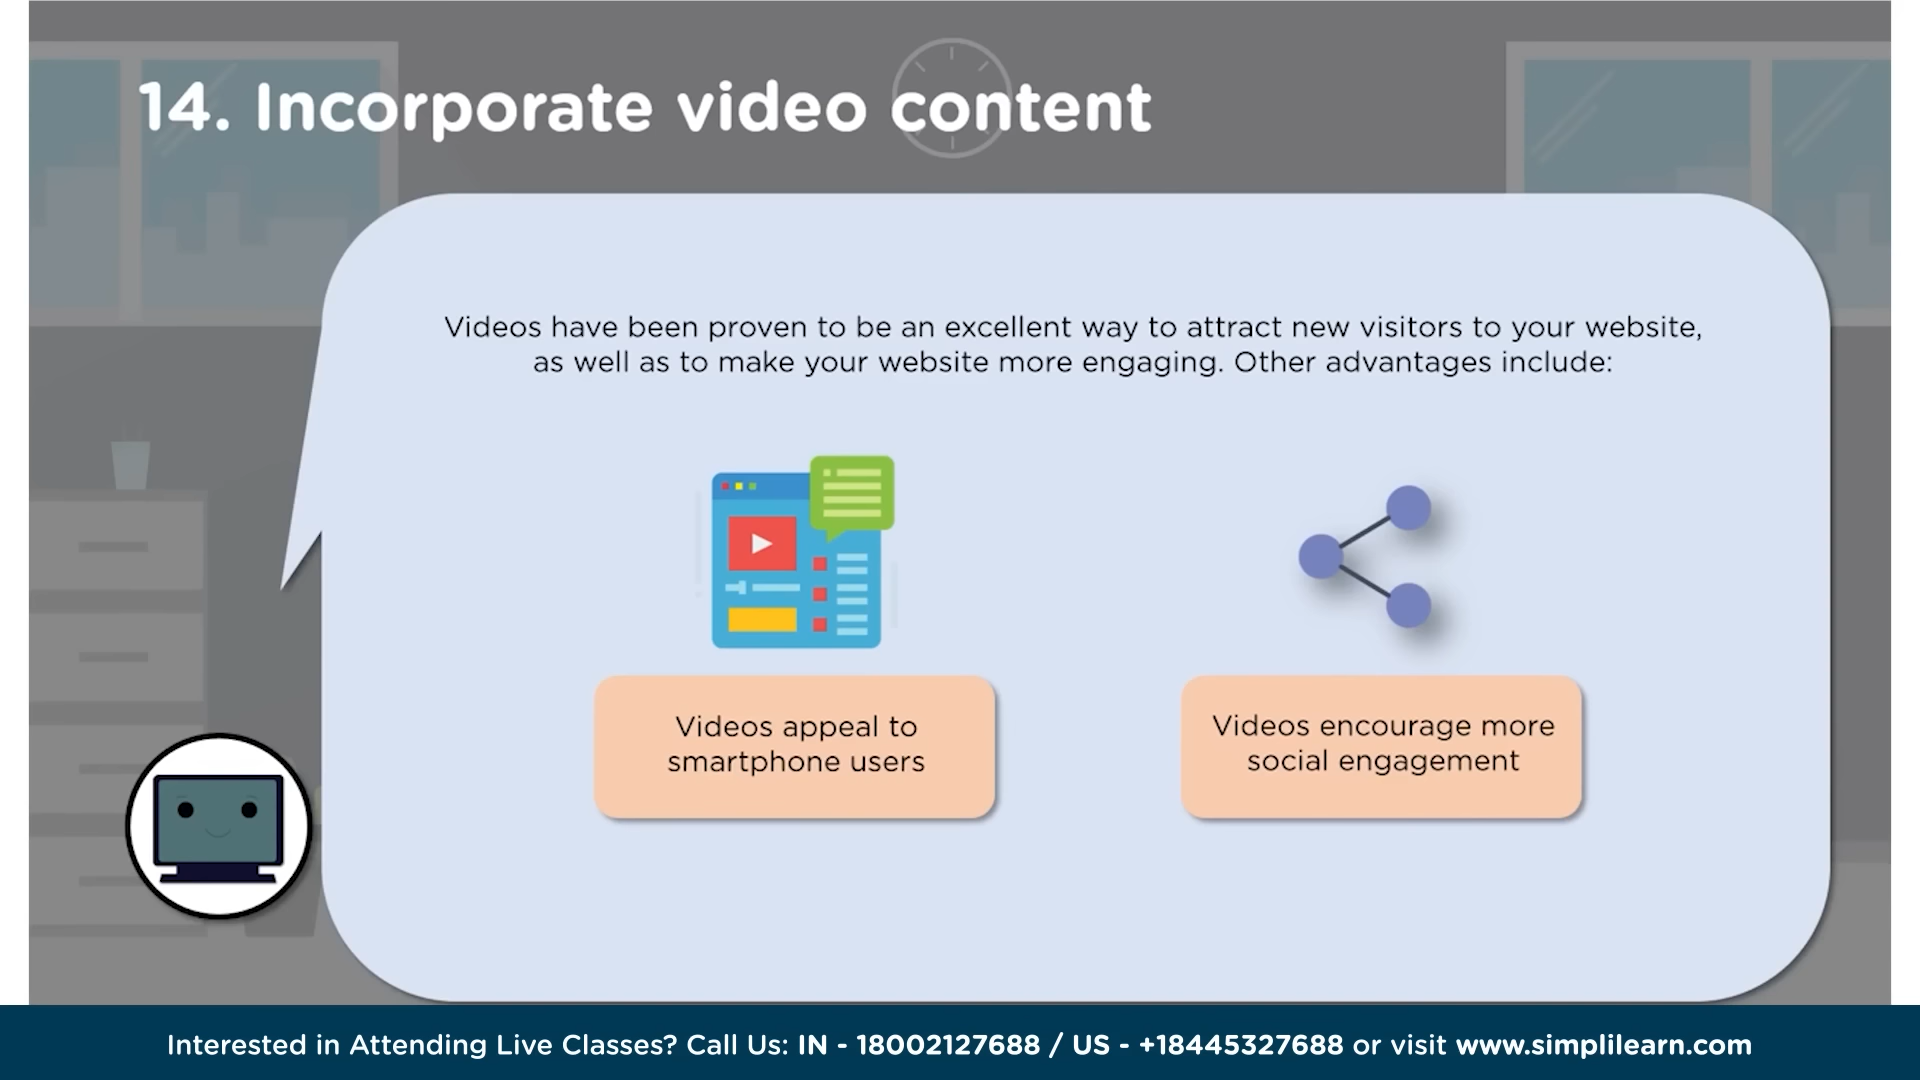 14. Incorporate video content
Videos have been proven to be an excellent way to attract new visitors to your website,
as well as to make your website more engaging. Other advantages include:
Videos appeal to
smartphone users
Videos encourage more
social engagement
Interested in Attending Live Classes? Call Us: IN - 18002127688 / US - +18445327688 or visit www.simplilearn.com